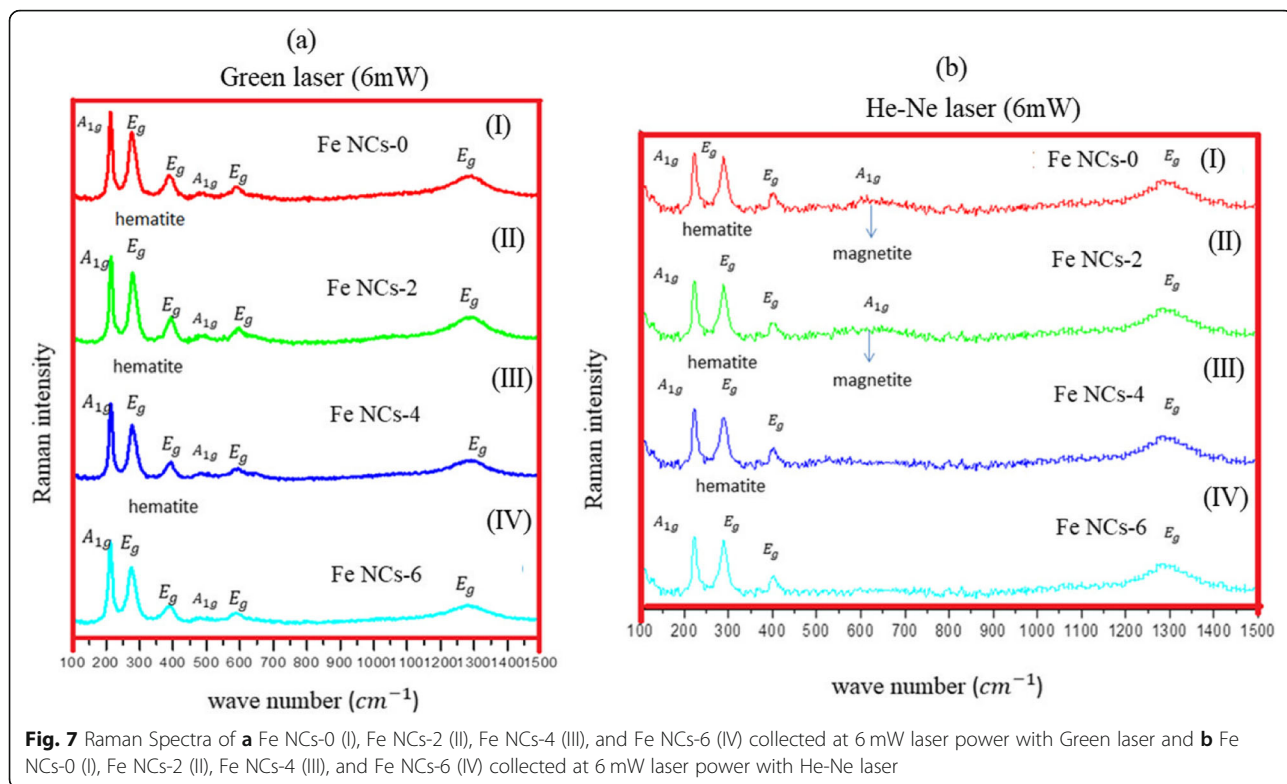 (a)
Green laser (6mW)
A1g Eg (I)
Fe NCs-0
Eg A1g Eg Eg
hematite
(II)
A1g Eg
Fe NCs-2
Eg A1g Eg Eg
hematite
(III)
A1g Eg
Fe NCs-4
Eg A1g Eg Eg
hematite
(IV)
A1g Eg
Fe NCs-6
Eg A1g Eg Eg
Raman intensity
100 200 300 400 500 600 700 800 900 1000 1100 1200 1300 1400 1500
wave number (cm⁻¹)
(b)
He-Ne laser (6mW)
(I)
A1g Eg Fe NCs-0 Eg
Eg A1g
hematite
magnetite
(II)
Fe NCs-2
A1g Eg Eg
Eg A1g
hematite
magnetite
(III)
Fe NCs-4
A1g Eg Eg
Eg
hematite
(IV)
Fe NCs-6
A1g Eg Eg
Eg
Raman intensity
100 200 300 400 500 600 700 800 900 1000 1100 1200 1300 1400 1500
wave number (cm⁻¹)
Fig. 7 Raman Spectra of a Fe NCs-0 (I), Fe NCs-2 (II), Fe NCs-4 (III), and Fe NCs-6 (IV) collected at 6 mW laser power with Green laser and b Fe
NCs-0 (I), Fe NCs-2 (II), Fe NCs-4 (III), and Fe NCs-6 (IV) collected at 6 mW laser power with He-Ne laser